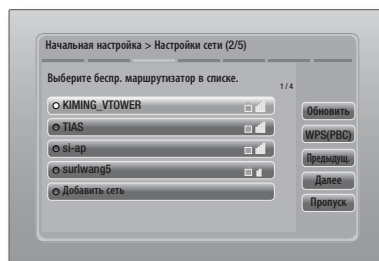 Начальная настройка > Настройки сети (2/5)
Выберите беспр. маршрутизатор в списке.
1/4
KIMING_VTOWER
TIAS
si-ap
surlwang5
Добавить сеть
Обновить
WPS(PBC)
Предыдущ.
Далее
Пропуск